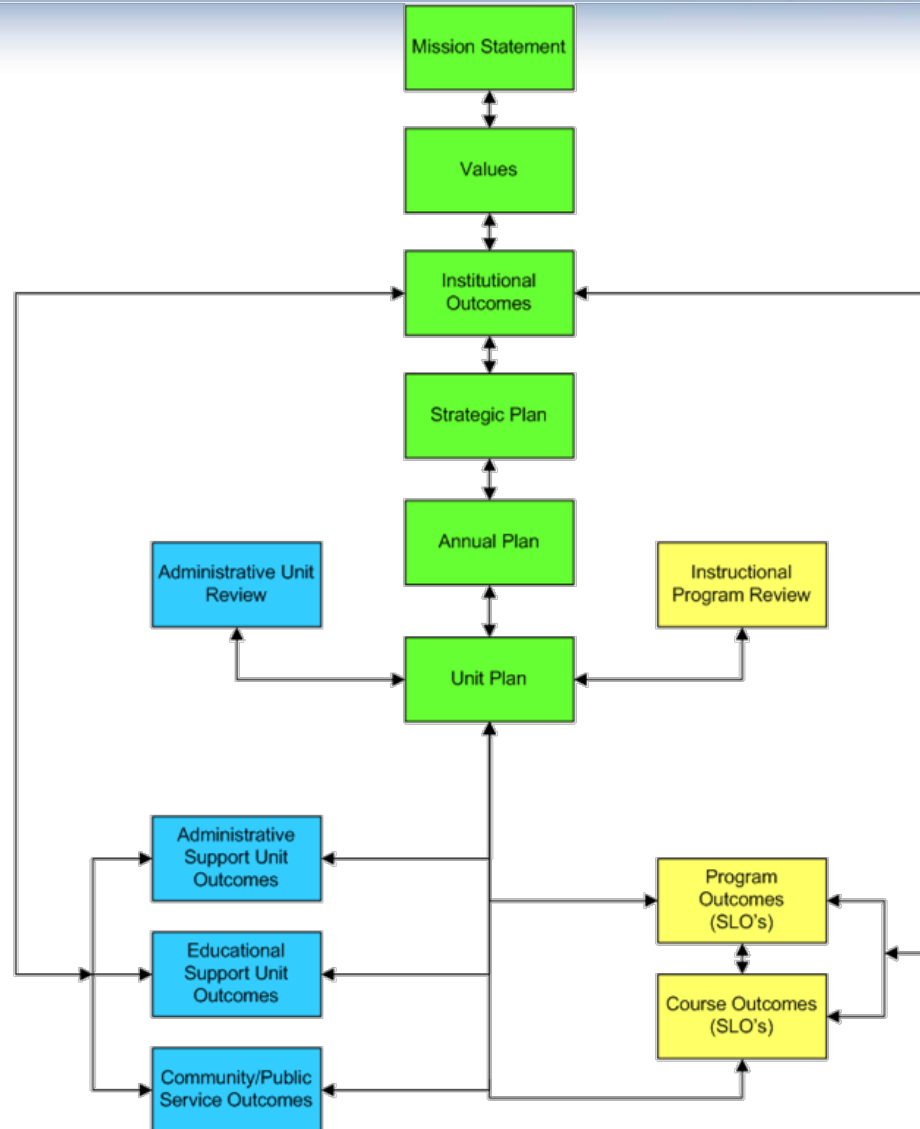 Mission Statement
Values
Institutional
Outcomes
Strategic Plan
Annual Plan
Administrative Unit
Review
Instructional
Program Review
Unit Plan
Administrative
Support Unit
Outcomes
Program
Outcomes
(SLO's)
Educational
Support Unit
Outcomes
Course Outcomes
(SLO's)
Community/Public
Service Outcomes